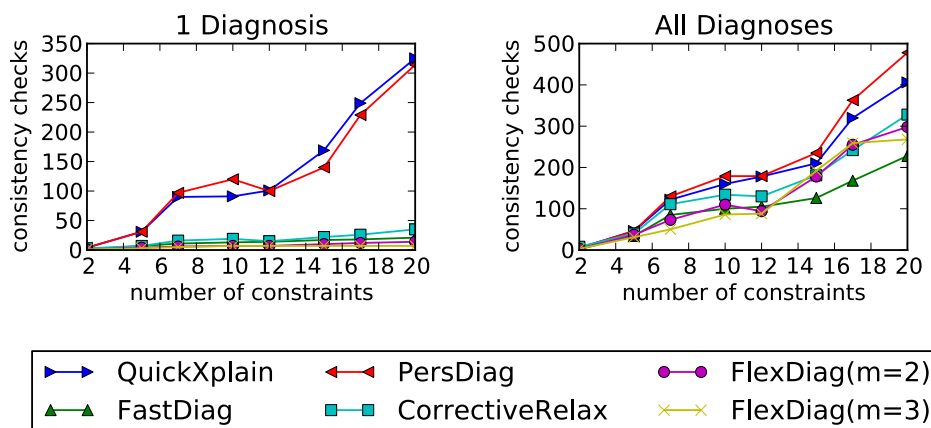 1 Diagnosis
350
300
250
200
150
100
50
0
2 4 6 8 10 12 14 16 18 20
number of constraints
consistency checks
All Diagnoses
500
400
300
200
100
0
2 4 6 8 10 12 14 16 18 20
number of constraints
consistency checks
QuickXplain PersDiag FlexDiag(m=2)
FastDiag CorrectiveRelax FlexDiag(m=3)